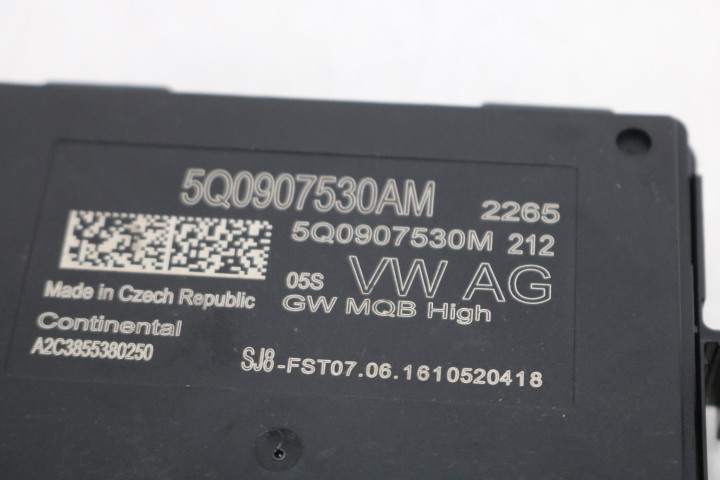 5Q0907530AM 2265
5Q0907530M 212
05S VW AG
Made in Czech Republic
GW MQB High
Continental
A2C3855380250
SJ8-FST07.06.1610520418